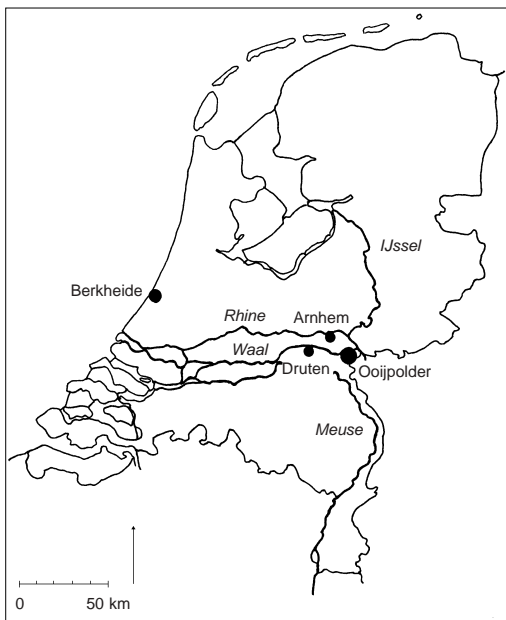 IJssel
Berkheide
Rhine
Arnhem
Waal
Druten
Ooijpolder
Meuse
0 50 km